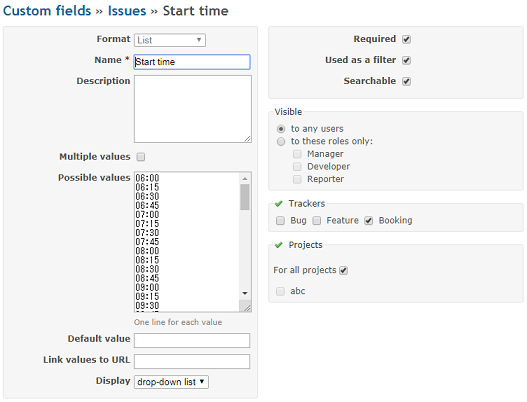 Custom fields » Issues » Start time
Format List
Name * Start time
Description
Multiple values
Possible values 06:00
06:15
06:30
06:45
07:00
07:15
07:30
07:45
08:00
08:15
08:30
08:45
09:00
09:15
09:30
One line for each value
Default value
Link values to URL
Display drop-down list
Required
Used as a filter
Searchable
Visible
to any users
to these roles only:
Manager
Developer
Reporter
Trackers
Bug Feature Booking
Projects
For all projects
abc